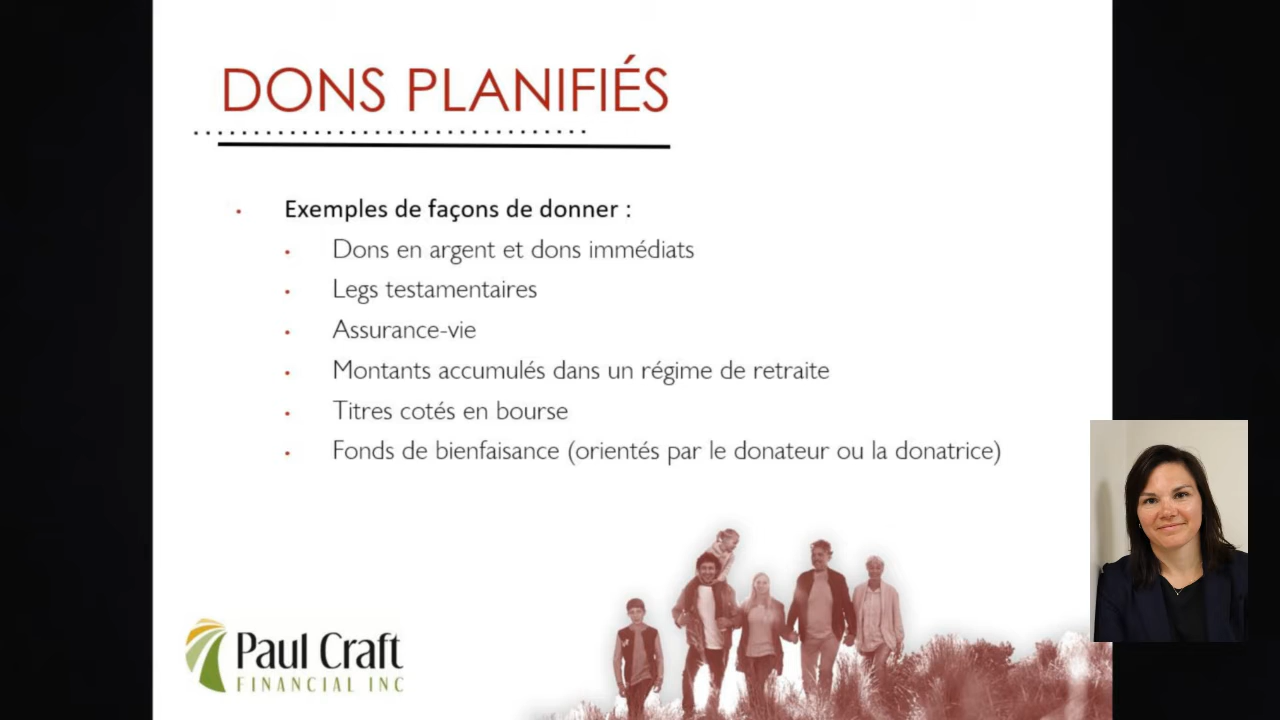 DONS PLANIFIÉS
• Exemples de façons de donner :
• Dons en argent et dons immédiats
• Legs testamentaires
• Assurance-vie
• Montants accumulés dans un régime de retraite
• Titres cotés en bourse
• Fonds de bienfaisance (orientés par le donateur ou la donatrice)
Paul Craft
FINANCIAL INC